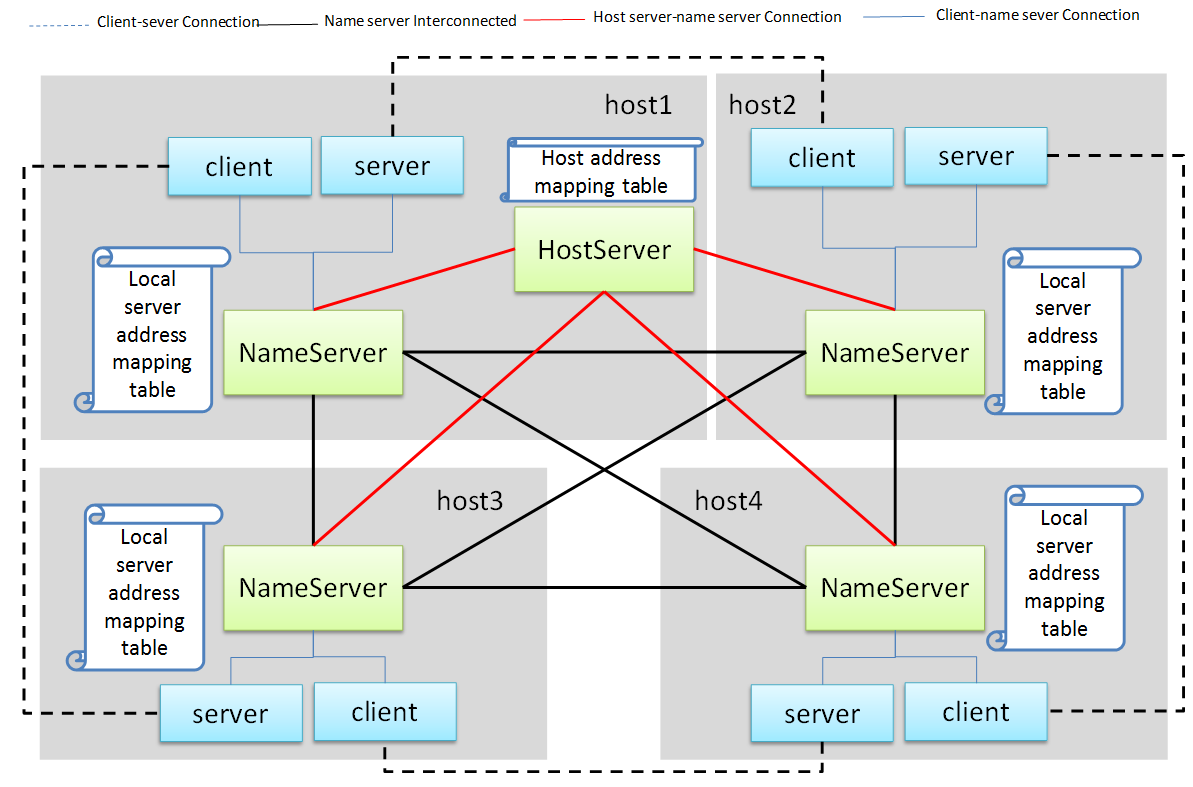 Client-sever Connection
Name server Interconnected
Host server-name server Connection
Client-name sever Connection
host1
host2
client
server
Host address
mapping table
client
server
HostServer
Local
server
address
mapping
table
NameServer
NameServer
Local
server
address
mapping
table
host3
host4
Local
server
address
mapping
table
NameServer
NameServer
Local
server
address
mapping
table
server
client
server
client